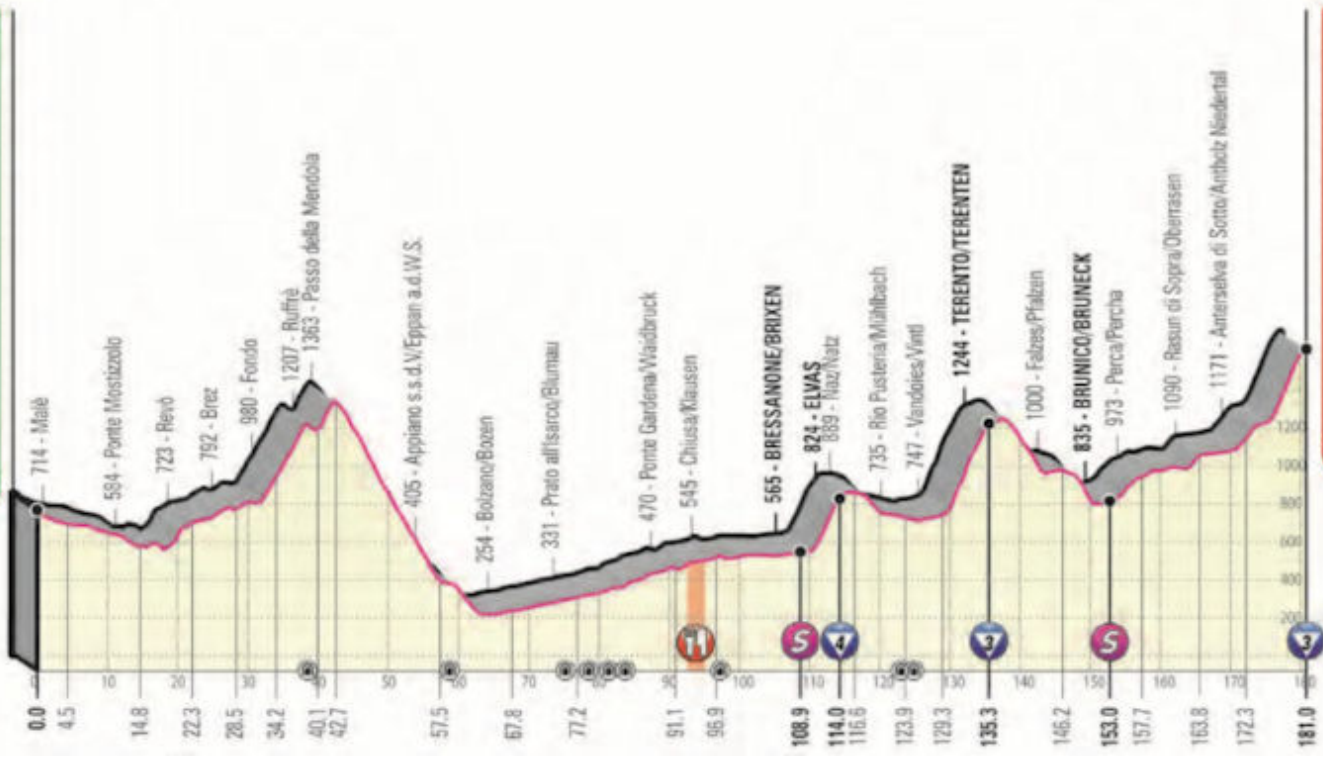 714 - Malè
584 - Ponte Mostizzolo
723 - Revò
792 - Brez
980 - Fondo
1207 - Ruffrè
1363 - Passo della Mendola
405 - Appiano s.s.d.V/Eppan a.d.W.S.
254 - Bolzano/Bozen
331 - Prato all'Isarco/Blumau
470 - Ponte Gardena/Waidbruck
545 - Chiusa/Klausen
565 - BRESSANONE/BRIXEN
824 - ELVAS
889 - Naz/Natz
735 - Rio Pusteria/Mühlbach
747 - Vandoies/Vintl
1244 - TERENTO/TERENTEN
1000 - Falzes/Pfalzen
835 - BRUNICO/BRUNECK
973 - Perca/Percha
1090 - Rasun di Sopra/Oberrasen
1171 - Anterselva di Sotto/Antholz Niedertal
1200
1000
800
600
400
200
S 4 3 S 3
0 10 20 30 40 50 60 70 80 90 100 110 120 130 140 150 160 170 180
0.0 4.5 14.8 22.3 28.5 34.2 40.1 42.7 57.5 67.8 77.2 91.1 96.9 108.9 114.0 116.6 123.9 129.3 135.3 146.2 153.0 157.7 163.8 172.3 181.0